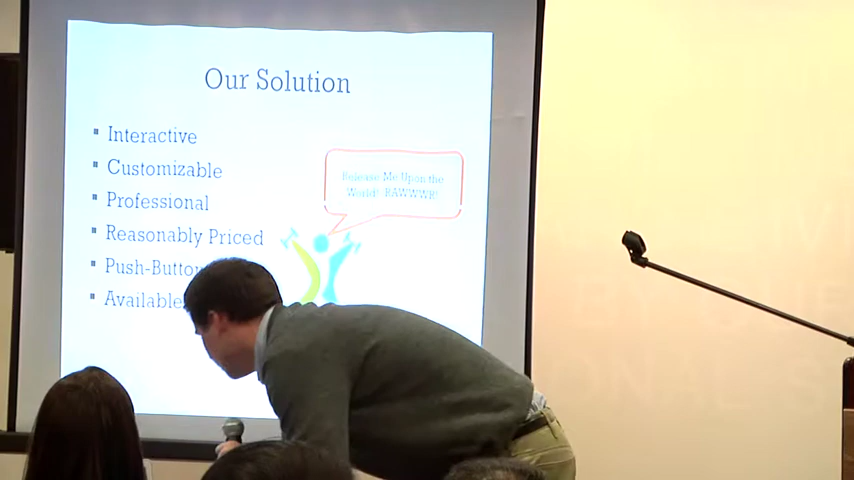 Our Solution
▪ Interactive
▪ Customizable
▪ Professional
▪ Reasonably Priced
▪ Push-Button
▪ Available
Release Me Upon the
World! RAWWWR!